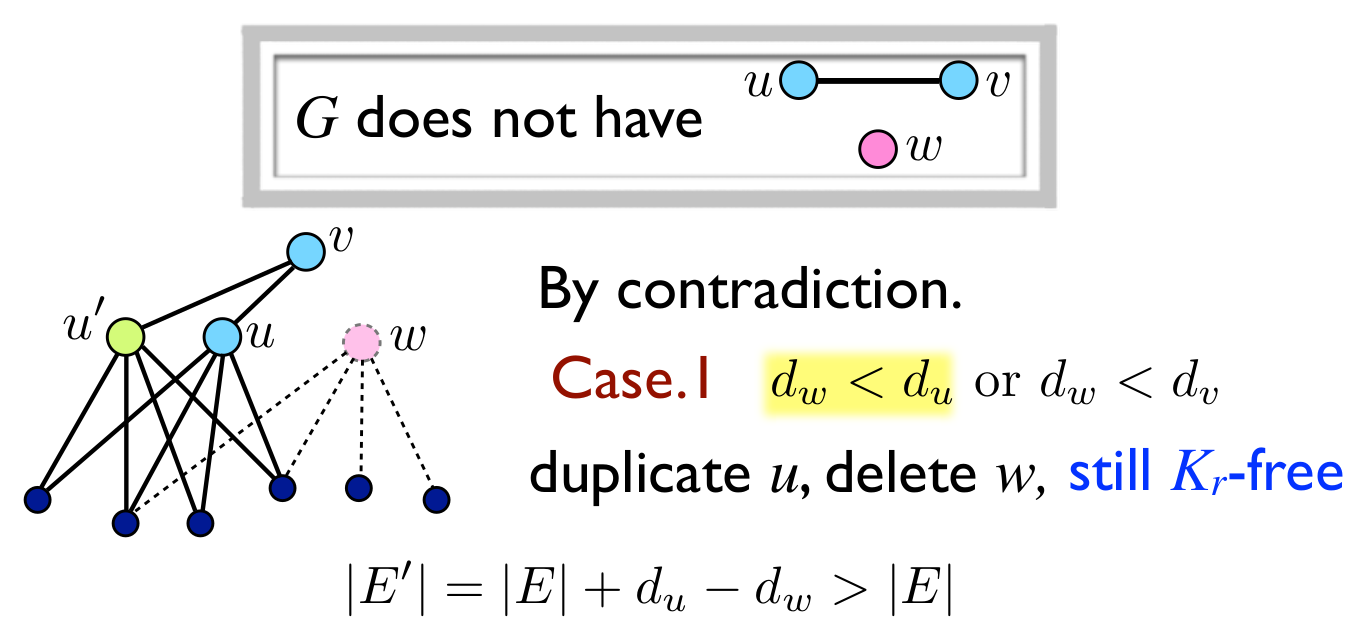 u v
G does not have
w
v
u′ u w
By contradiction.
Case.1 d_w < d_u or d_w < d_v
duplicate u, delete w, still K_r-free
|E′| = |E| + d_u − d_w > |E|